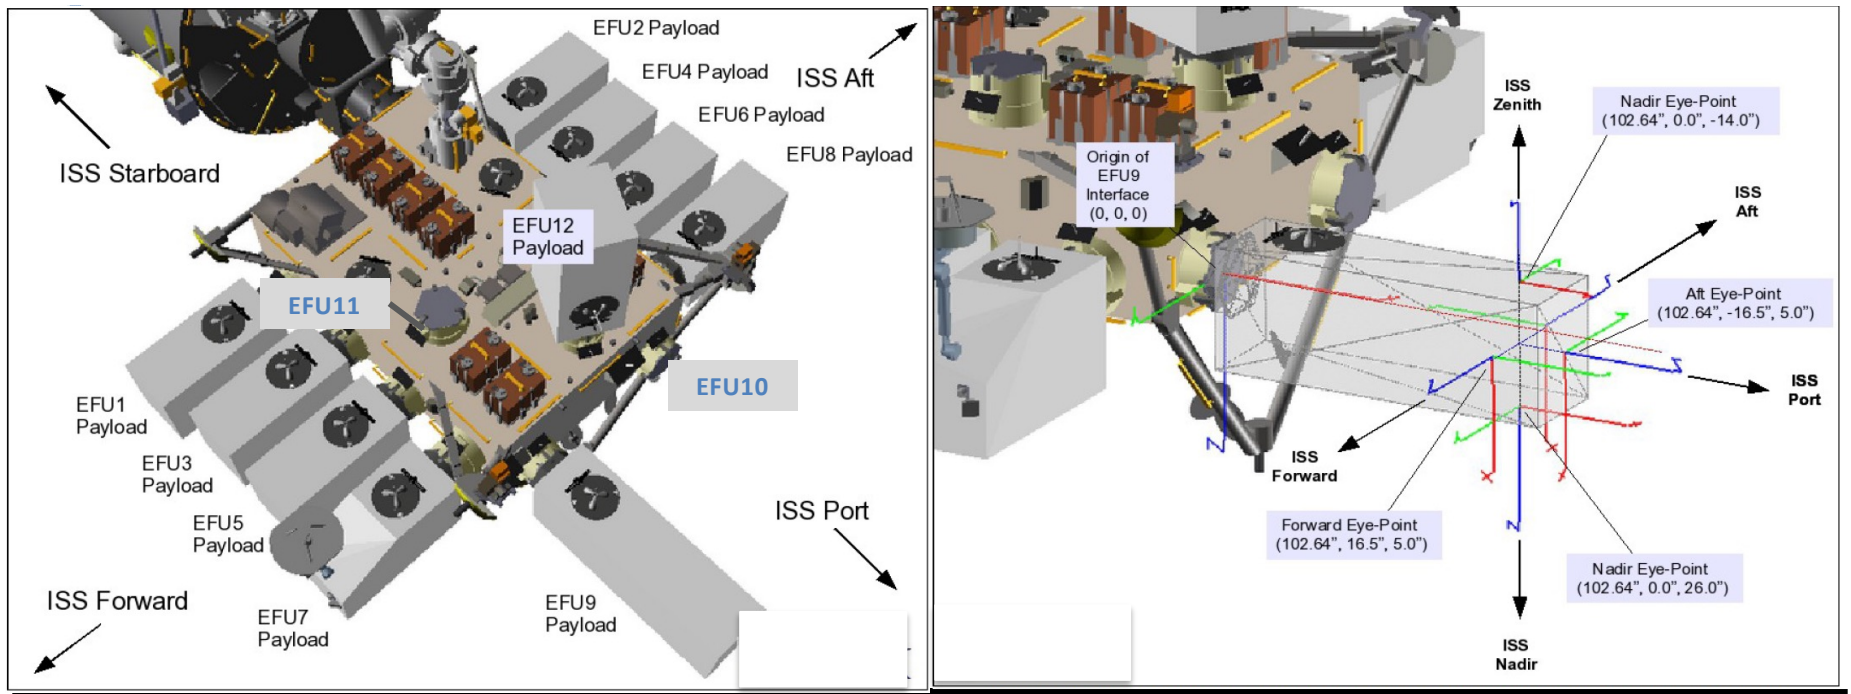 EFU2 Payload
EFU4 Payload
ISS Aft
EFU6 Payload
EFU8 Payload
ISS Starboard
EFU12
Payload
EFU11
EFU10
EFU1
Payload
EFU3
Payload
EFU5
Payload
ISS Port
ISS Forward
EFU7
Payload
EFU9
Payload
ISS
Zenith
Nadir Eye-Point
(102.64”, 0.0”, -14.0”)
Origin of
EFU9
Interface
(0, 0, 0)
ISS
Aft
Aft Eye-Point
(102.64”, -16.5”, 5.0”)
ISS
Port
Z
ISS
Forward
X
X
X
Forward Eye-Point
(102.64”, 16.5”, 5.0”)
Z
Nadir Eye-Point
(102.64”, 0.0”, 26.0”)
ISS
Nadir